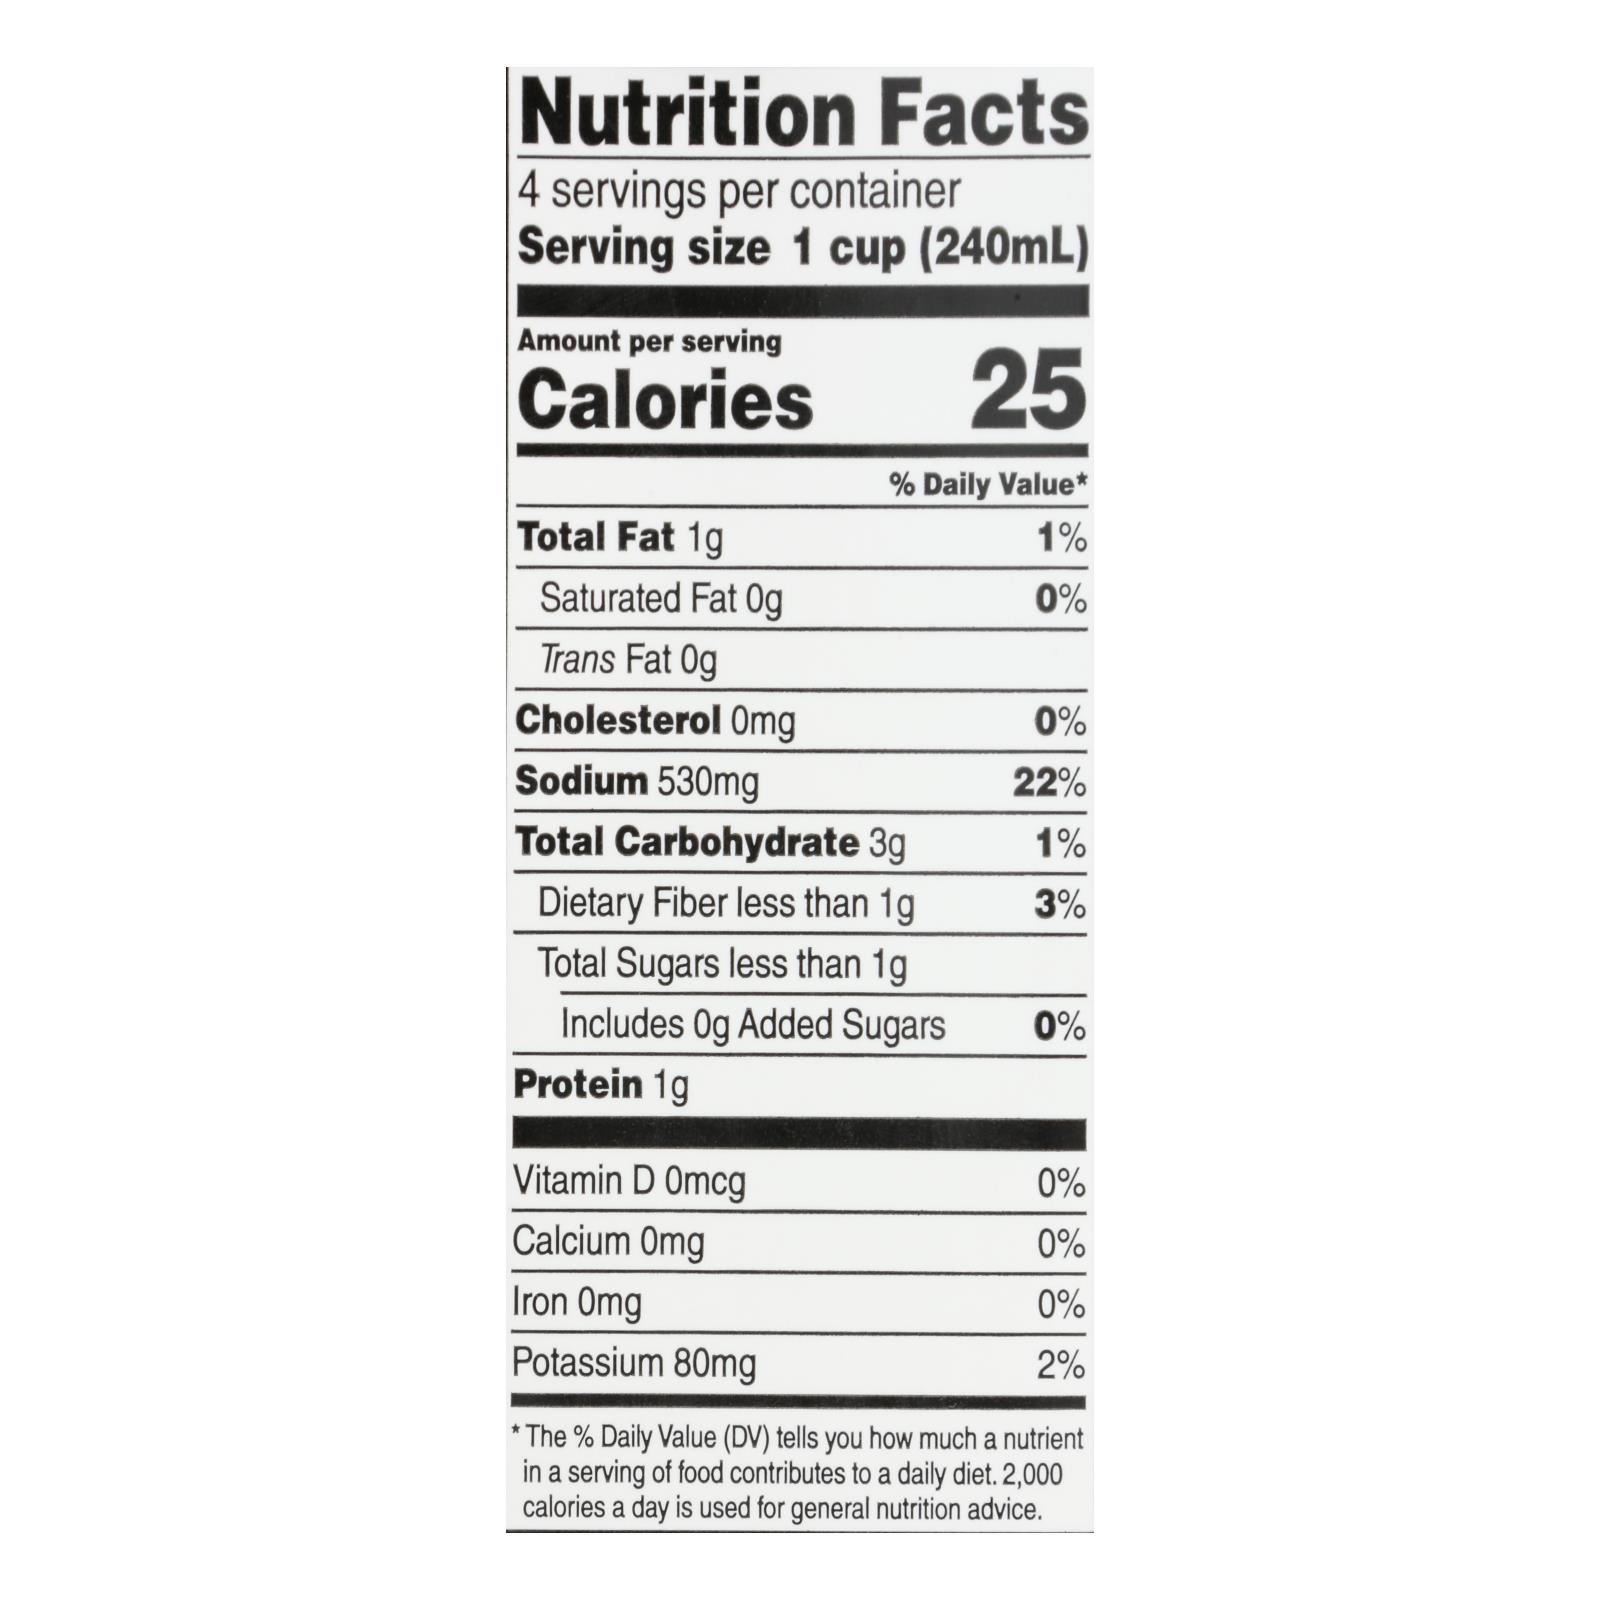 Nutrition Facts
4 servings per container
Serving size 1 cup (240mL)
Amount per serving
Calories 25
% Daily Value*
Total Fat 1g 1%
Saturated Fat 0g 0%
Trans Fat 0g
Cholesterol 0mg 0%
Sodium 530mg 22%
Total Carbohydrate 3g 1%
Dietary Fiber less than 1g 3%
Total Sugars less than 1g
Includes 0g Added Sugars 0%
Protein 1g
Vitamin D 0mcg 0%
Calcium 0mg 0%
Iron 0mg 0%
Potassium 80mg 2%
* The % Daily Value (DV) tells you how much a nutrient
in a serving of food contributes to a daily diet. 2,000
calories a day is used for general nutrition advice.